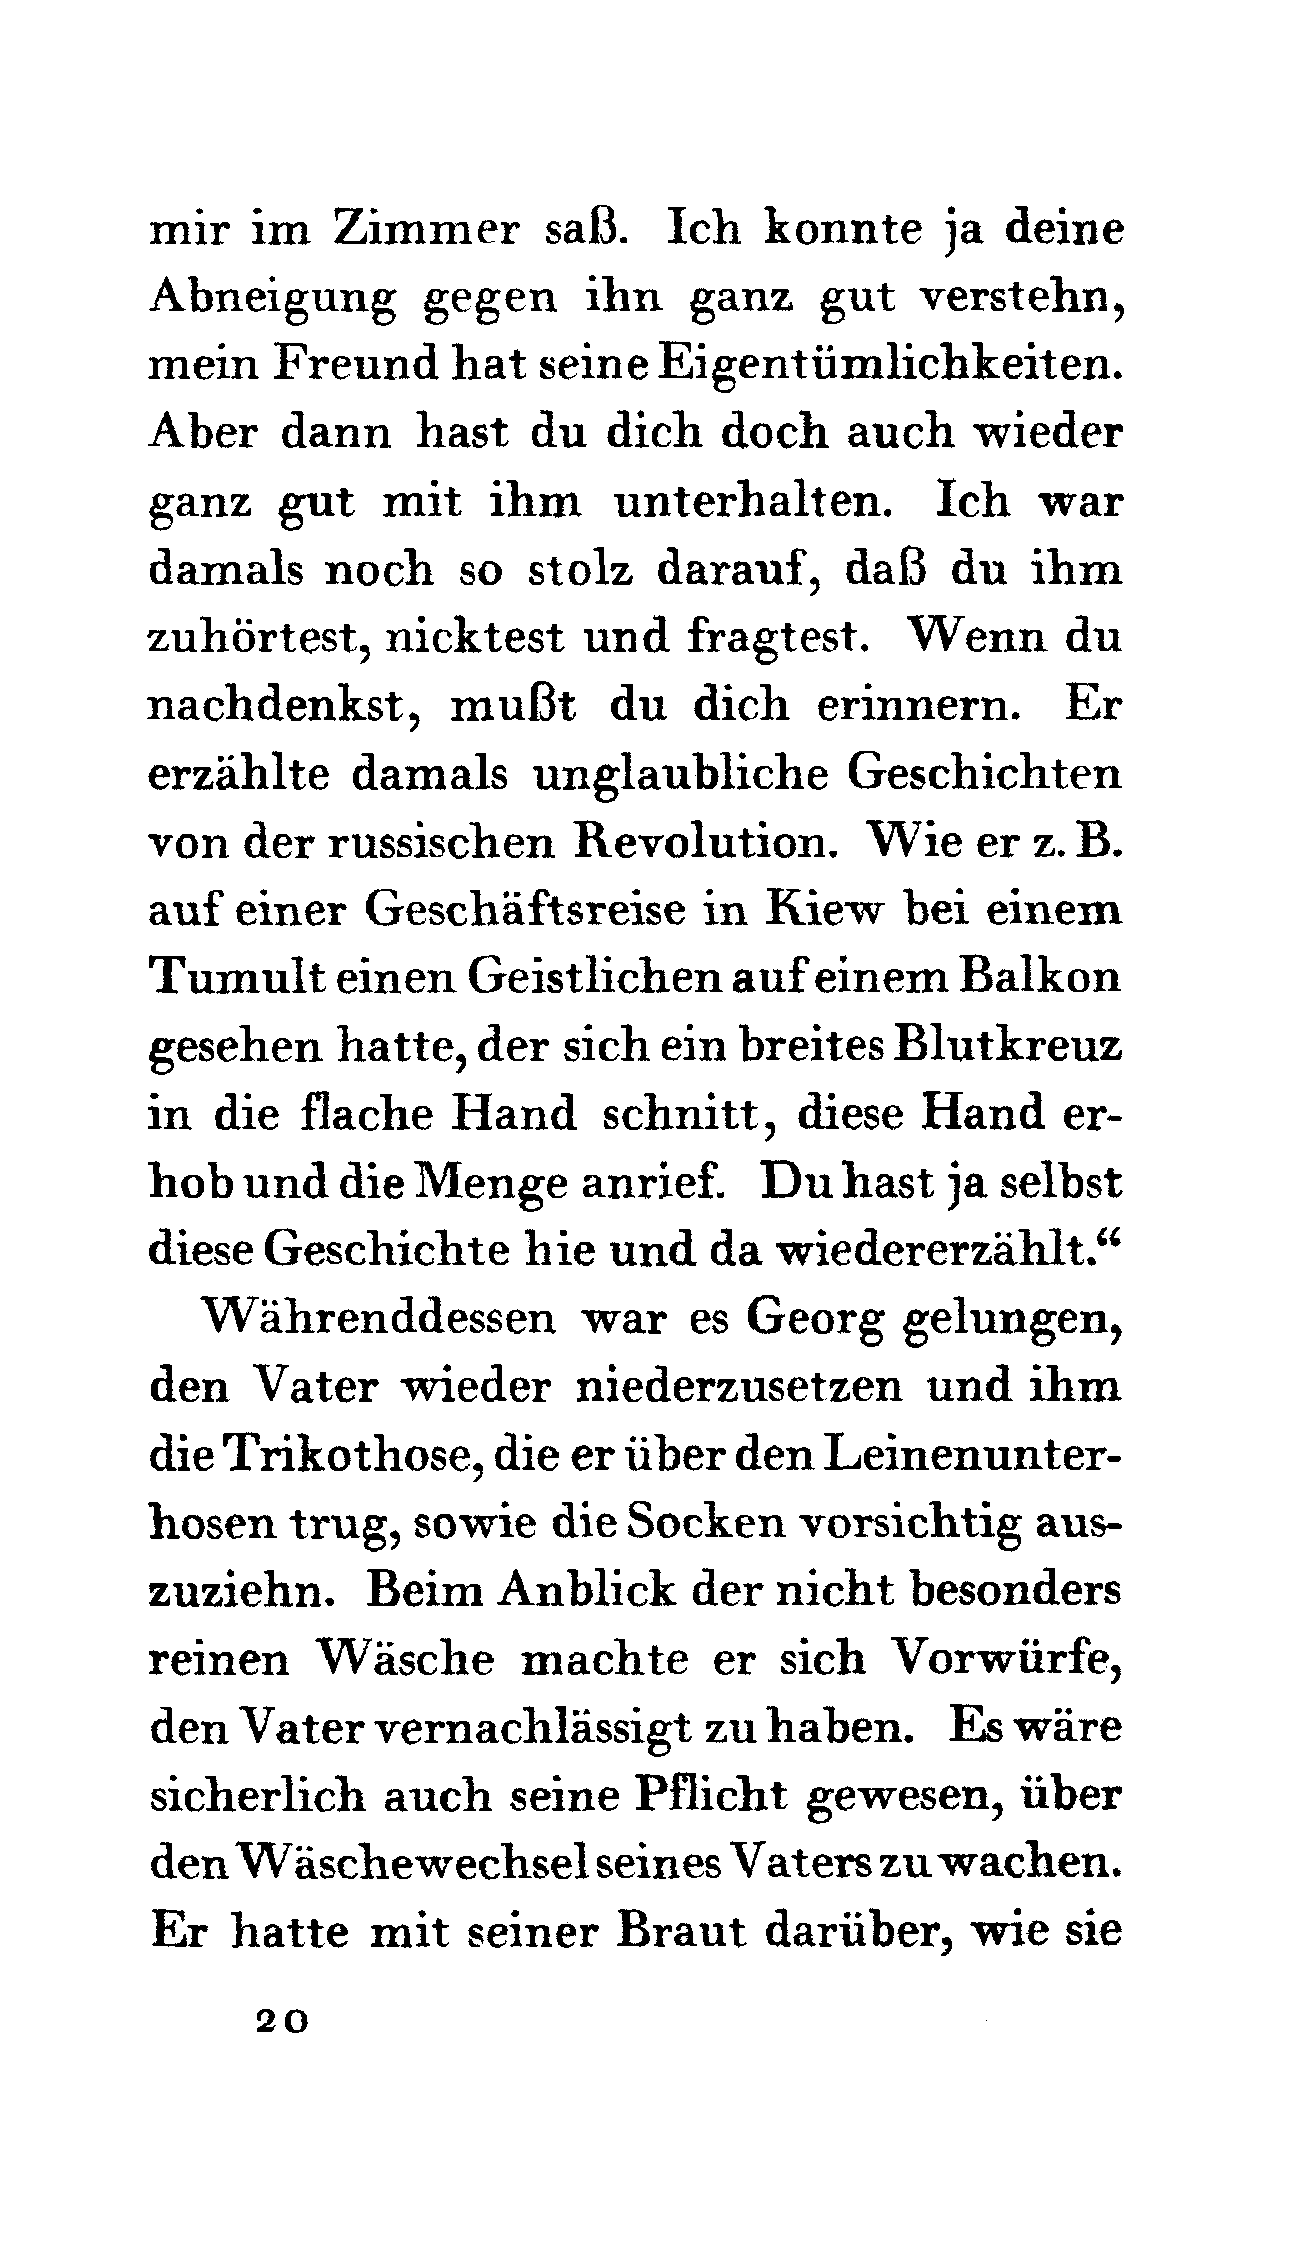 mir im Zimmer saß. Ich konnte ja deine
Abneigung gegen ihn ganz gut verstehn,
mein Freund hat seine Eigentümlichkeiten.
Aber dann hast du dich doch auch wieder
ganz gut mit ihm unterhalten. Ich war
damals noch so stolz darauf, daß du ihm
zuhörtest, nicktest und fragtest. Wenn du
nachdenkst, mußt du dich erinnern. Er
erzählte damals unglaubliche Geschichten
von der russischen Revolution. Wie er z. B.
auf einer Geschäftsreise in Kiew bei einem
Tumult einen Geistlichen auf einem Balkon
gesehen hatte, der sich ein breites Blutkreuz
in die flache Hand schnitt, diese Hand er-
hob und die Menge anrief. Du hast ja selbst
diese Geschichte hie und da wiedererzählt.“
Währenddessen war es Georg gelungen,
den Vater wieder niederzusetzen und ihm
die Trikothose, die er über den Leinenunter-
hosen trug, sowie die Socken vorsichtig aus-
zuziehn. Beim Anblick der nicht besonders
reinen Wäsche machte er sich Vorwürfe,
den Vater vernachlässigt zu haben. Es wäre
sicherlich auch seine Pflicht gewesen, über
den Wäschewechsel seines Vaters zu wachen.
Er hatte mit seiner Braut darüber, wie sie
20